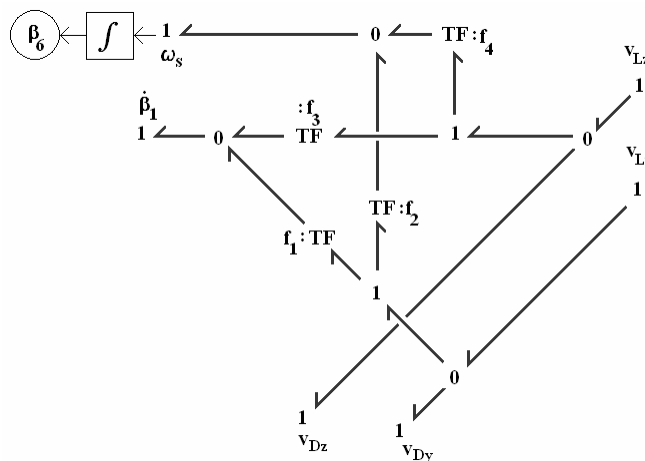 β6 ∫ 1 0 TF:f4
ωs
vLz
1
β̇1 :f3
1 0 TF 1 0
vL
1
TF:f2
f1:TF
1
0
1
vDz
1
vDy